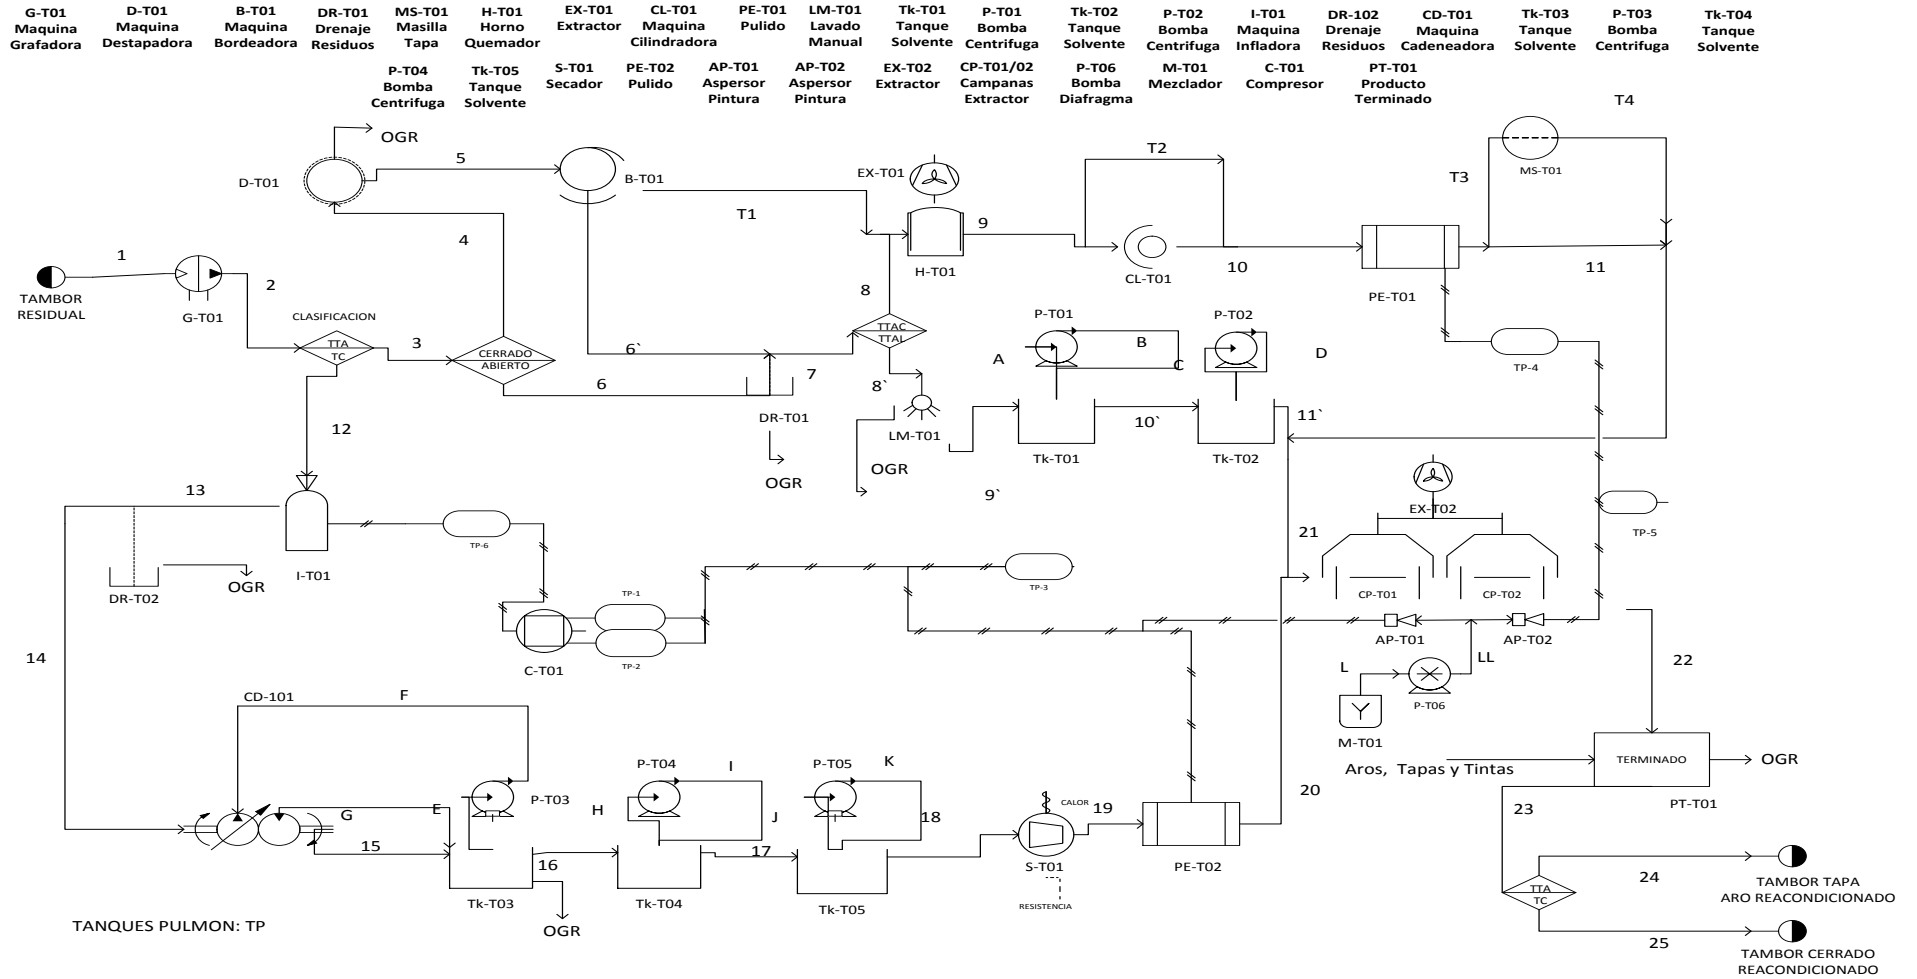 G-T01
Maquina
Grafadora
D-T01
Maquina
Destapadora
B-T01
Maquina
Bordeadora
DR-T01
Drenaje
Residuos
MS-T01
Masilla
Tapa
H-T01
Horno
Quemador
EX-T01
Extractor
CL-T01
Maquina
Cilindradora
PE-T01
Pulido
LM-T01
Lavado
Manual
Tk-T01
Tanque
Solvente
P-T01
Bomba
Centrifuga
Tk-T02
Tanque
Solvente
P-T02
Bomba
Centrifuga
I-T01
Maquina
Infladora
DR-102
Drenaje
Residuos
CD-T01
Maquina
Cadeneadora
Tk-T03
Tanque
Solvente
P-T03
Bomba
Centrifuga
Tk-T04
Tanque
Solvente
P-T04
Bomba
Centrifuga
Tk-T05
Tanque
Solvente
S-T01
Secador
PE-T02
Pulido
AP-T01
Aspersor
Pintura
AP-T02
Aspersor
Pintura
EX-T02
Extractor
CP-T01/02
Campanas
Extractor
P-T06
Bomba
Diafragma
M-T01
Mezclador
C-T01
Compresor
PT-T01
Producto
Terminado
T4
OGR
5
D-T01
B-T01
T1
EX-T01
T2
T3
MS-T01
4
9
H-T01
CL-T01
10
PE-T01
11
1
2
TAMBOR
RESIDUAL
G-T01
CLASIFICACION
TTA
TC
3
CERRADO
ABIERTO
6`
6
7
DR-T01
OGR
8
TTAC
TTAL
8`
LM-T01
OGR
P-T01
A
B
C
P-T02
D
10`
11`
Tk-T01
Tk-T02
9`
TP-4
12
13
I-T01
DR-T02
OGR
TP-6
TP-1
TP-2
TP-3
C-T01
EX-T02
21
CP-T01
CP-T02
TP-5
AP-T01
AP-T02
L
LL
P-T06
M-T01
22
14
CD-101
F
P-T03
E
G
15
16
Tk-T03
OGR
P-T04
H
I
J
17
Tk-T04
P-T05
K
18
Tk-T05
CALOR
19
S-T01
RESISTENCIA
PE-T02
20
Aros, Tapas y Tintas
TERMINADO
OGR
PT-T01
23
TTA
TC
24
TAMBOR TAPA
ARO REACONDICIONADO
25
TAMBOR CERRADO
REACONDICIONADO
TANQUES PULMON: TP